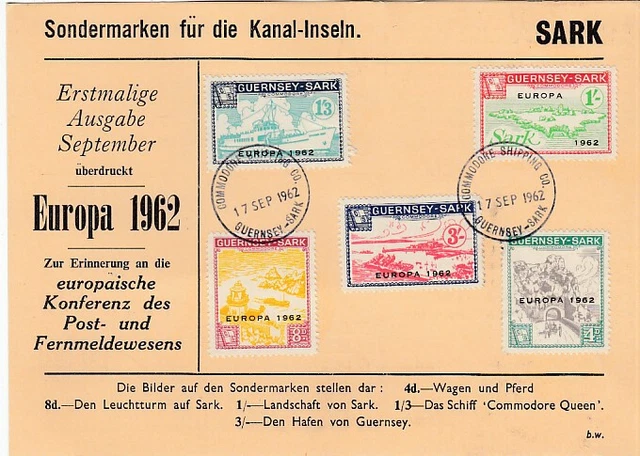 Sondermarken für die Kanal-Inseln.
SARK
Erstmalige
Ausgabe
September
überdruckt
Europa 1962
Zur Erinnerung an die
europaische
Konferenz des
Post- und
Fernmeldewesens
GUERNSEY-SARK
1/3
EUROPA 1962
GUERNSEY-SARK
EUROPA
1/-
Sark
1962
COMMODORE SHIPPING CO.
17 SEP 1962
GUERNSEY-SARK
COMMODORE SHIPPING CO.
17 SEP 1962
GUERNSEY-SARK
GUERNSEY-SARK
3/-
EUROPA 1962
GUERNSEY-SARK
EUROPA 1962
8D
GUERNSEY-SARK
EUROPA 1962
4D
Die Bilder auf den Sondermarken stellen dar : 4d.—Wagen und Pferd
8d.—Den Leuchtturm auf Sark. 1/-—Landschaft von Sark. 1/3—Das Schiff 'Commodore Queen'.
3/-—Den Hafen von Guernsey.
b.w.